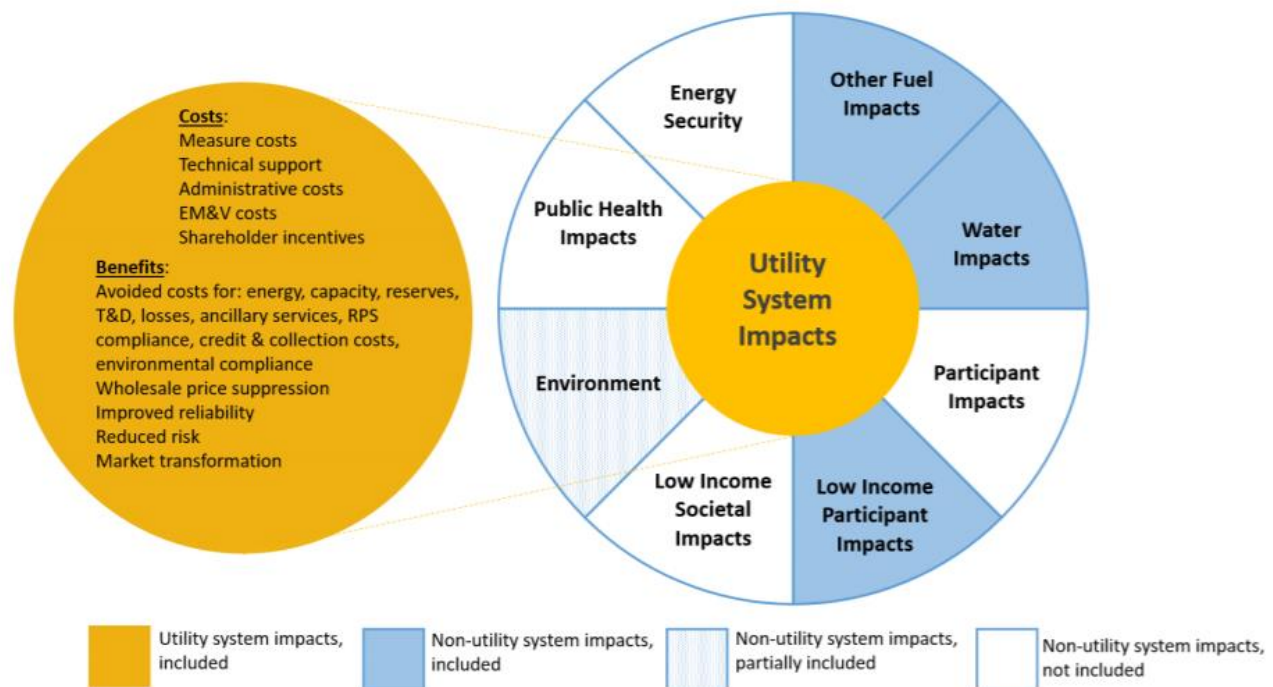 Costs:
Measure costs
Technical support
Administrative costs
EM&V costs
Shareholder incentives
Benefits:
Avoided costs for: energy, capacity, reserves,
T&D, losses, ancillary services, RPS
compliance, credit & collection costs,
environmental compliance
Wholesale price suppression
Improved reliability
Reduced risk
Market transformation
Energy
Security
Other Fuel
Impacts
Public Health
Impacts
Water
Impacts
Utility
System
Impacts
Environment
Participant
Impacts
Low Income
Societal
Impacts
Low Income
Participant
Impacts
Utility system impacts,
included
Non-utility system impacts,
included
Non-utility system impacts,
partially included
Non-utility system impacts,
not included